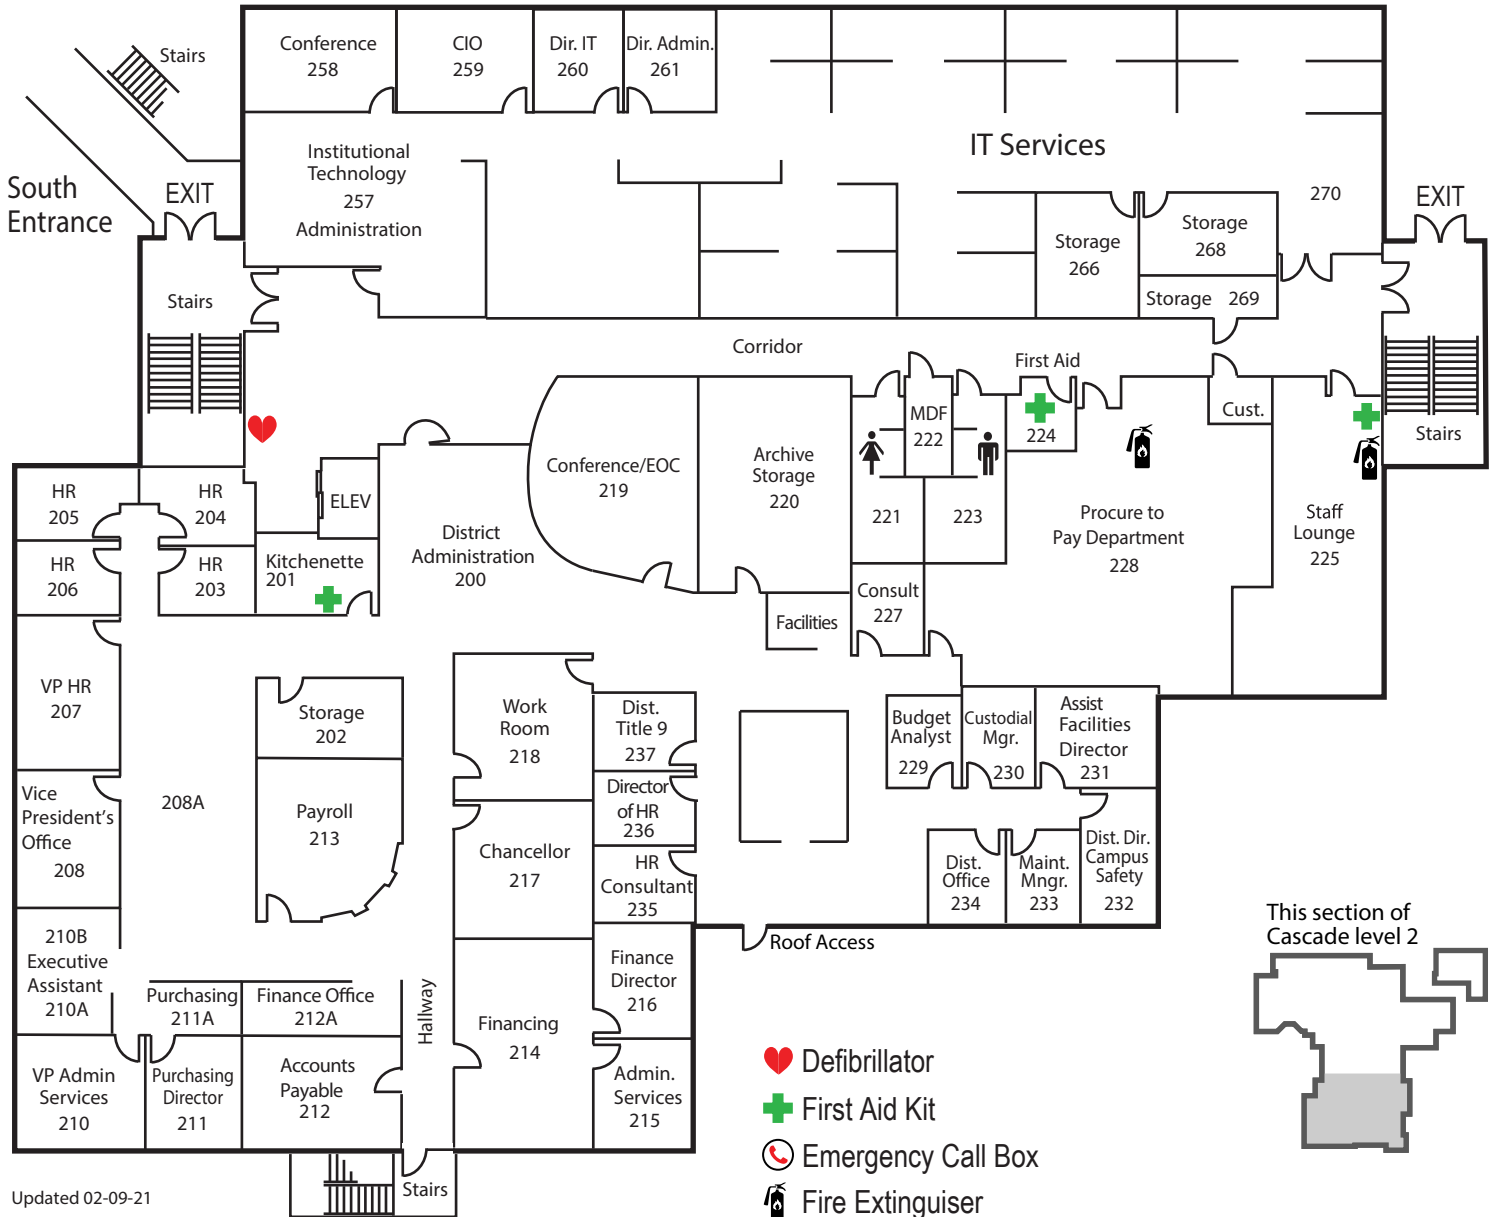 Stairs
Conference
258
CIO
259
Dir. IT
260
Dir. Admin.
261
IT Services
Institutional
Technology
257
Administration
South
Entrance
EXIT
270
EXIT
Storage
266
Storage
268
Storage 269
Stairs
Corridor
First Aid
MDF
222
224
Cust.
Stairs
Conference/EOC
219
Archive
Storage
220
221
223
Procure to
Pay Department
228
Staff
Lounge
225
HR
205
HR
204
ELEV
HR
206
HR
203
Kitchenette
201
District
Administration
200
Consult
227
Facilities
VP HR
207
Storage
202
Work
Room
218
Dist.
Title 9
237
Budget
Analyst
229
Custodial
Mgr.
230
Assist
Facilities
Director
231
Vice
President's
Office
208
208A
Payroll
213
Director
of HR
236
Chancellor
217
HR
Consultant
235
Dist.
Office
234
Maint.
Mngr.
233
Dist. Dir.
Campus
Safety
232
210B
Executive
Assistant
210A
Purchasing
211A
Finance Office
212A
Hallway
Financing
214
Finance
Director
216
Roof Access
This section of
Cascade level 2
VP Admin
Services
210
Purchasing
Director
211
Accounts
Payable
212
Admin.
Services
215
Stairs
Defibrillator
First Aid Kit
Emergency Call Box
Fire Extinguiser
Updated 02-09-21